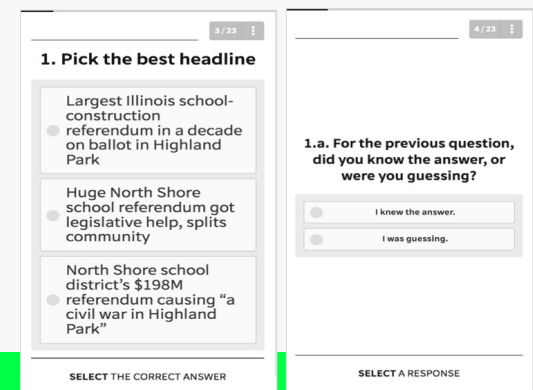 3/23
1. Pick the best headline
Largest Illinois school-
construction
referendum in a decade
on ballot in Highland
Park
Huge North Shore
school referendum got
legislative help, splits
community
North Shore school
district’s $198M
referendum causing “a
civil war in Highland
Park”
SELECT THE CORRECT ANSWER
4/23
1.a. For the previous question,
did you know the answer, or
were you guessing?
I knew the answer.
I was guessing.
SELECT A RESPONSE